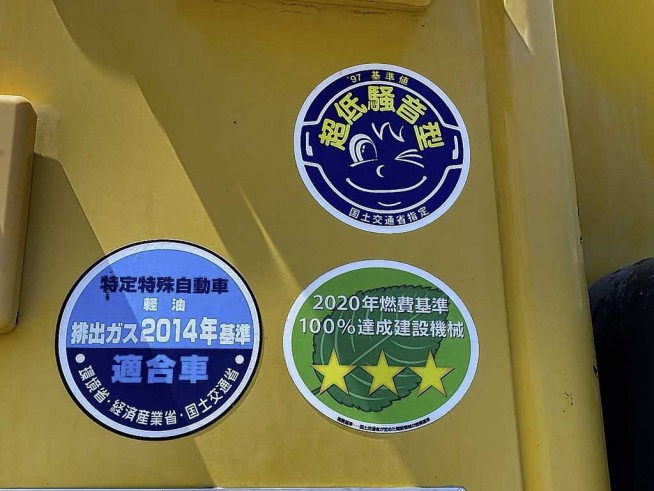 '97 基準値
超低騒音型
国土交通省指定
特定特殊自動車
軽油
排出ガス2014年基準
適合車
環境省・経済産業省・国土交通省
2020年燃費基準
100%達成建設機械